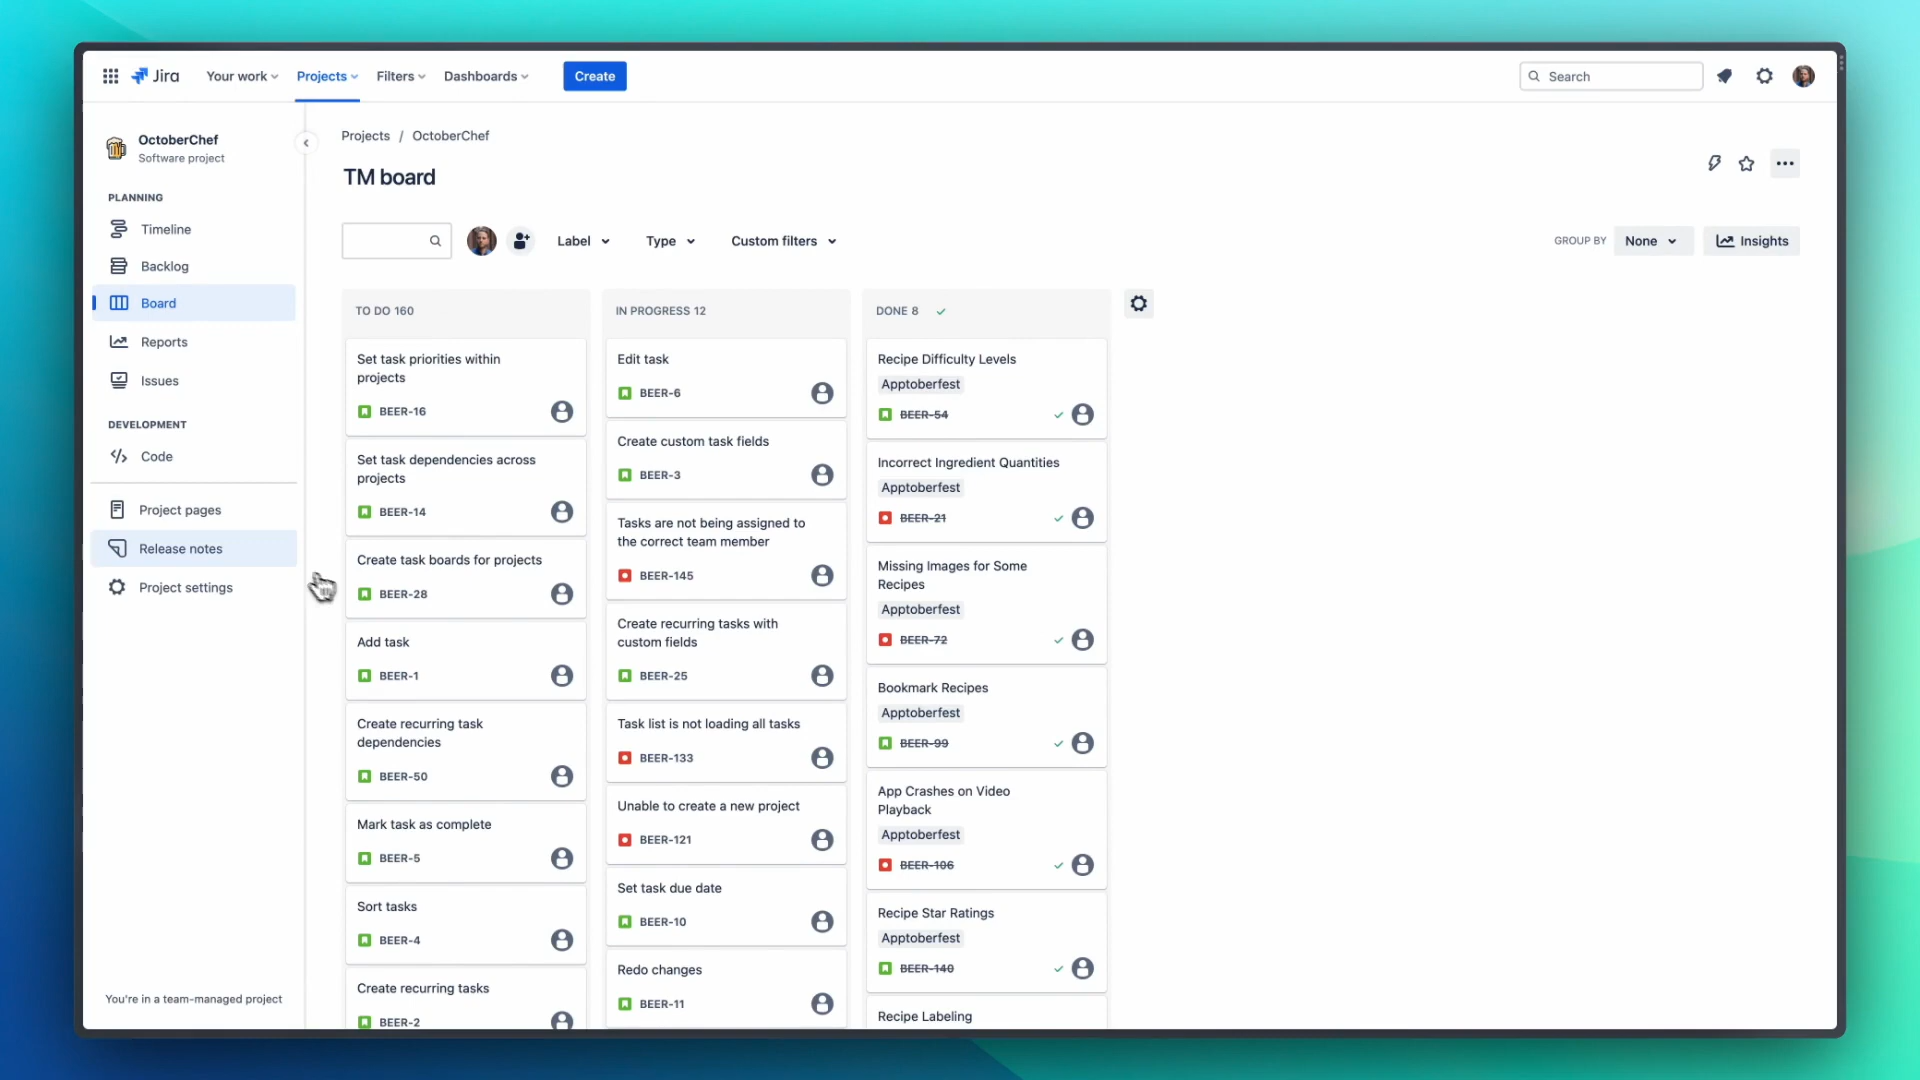 Jira
Your work
Projects
Filters
Dashboards
Create
Search
OctoberChef
Software project
PLANNING
Timeline
Backlog
Board
Reports
Issues
DEVELOPMENT
Code
Project pages
Release notes
Project settings
You're in a team-managed project
Projects / OctoberChef
TM board
Label
Type
Custom filters
GROUP BY
None
Insights
TO DO 160
Set task priorities within
projects
BEER-16
Set task dependencies across
projects
BEER-14
Create task boards for projects
BEER-28
Add task
BEER-1
Create recurring task
dependencies
BEER-50
Mark task as complete
BEER-5
Sort tasks
BEER-4
Create recurring tasks
BEER-2
IN PROGRESS 12
Edit task
BEER-6
Create custom task fields
BEER-3
Tasks are not being assigned to
the correct team member
BEER-145
Create recurring tasks with
custom fields
BEER-25
Task list is not loading all tasks
BEER-133
Unable to create a new project
BEER-121
Set task due date
BEER-10
Redo changes
BEER-11
DONE 8
Recipe Difficulty Levels
Apptoberfest
BEER-54
Incorrect Ingredient Quantities
Apptoberfest
BEER-21
Missing Images for Some
Recipes
Apptoberfest
BEER-72
Bookmark Recipes
Apptoberfest
BEER-99
App Crashes on Video
Playback
Apptoberfest
BEER-106
Recipe Star Ratings
Apptoberfest
BEER-140
Recipe Labeling